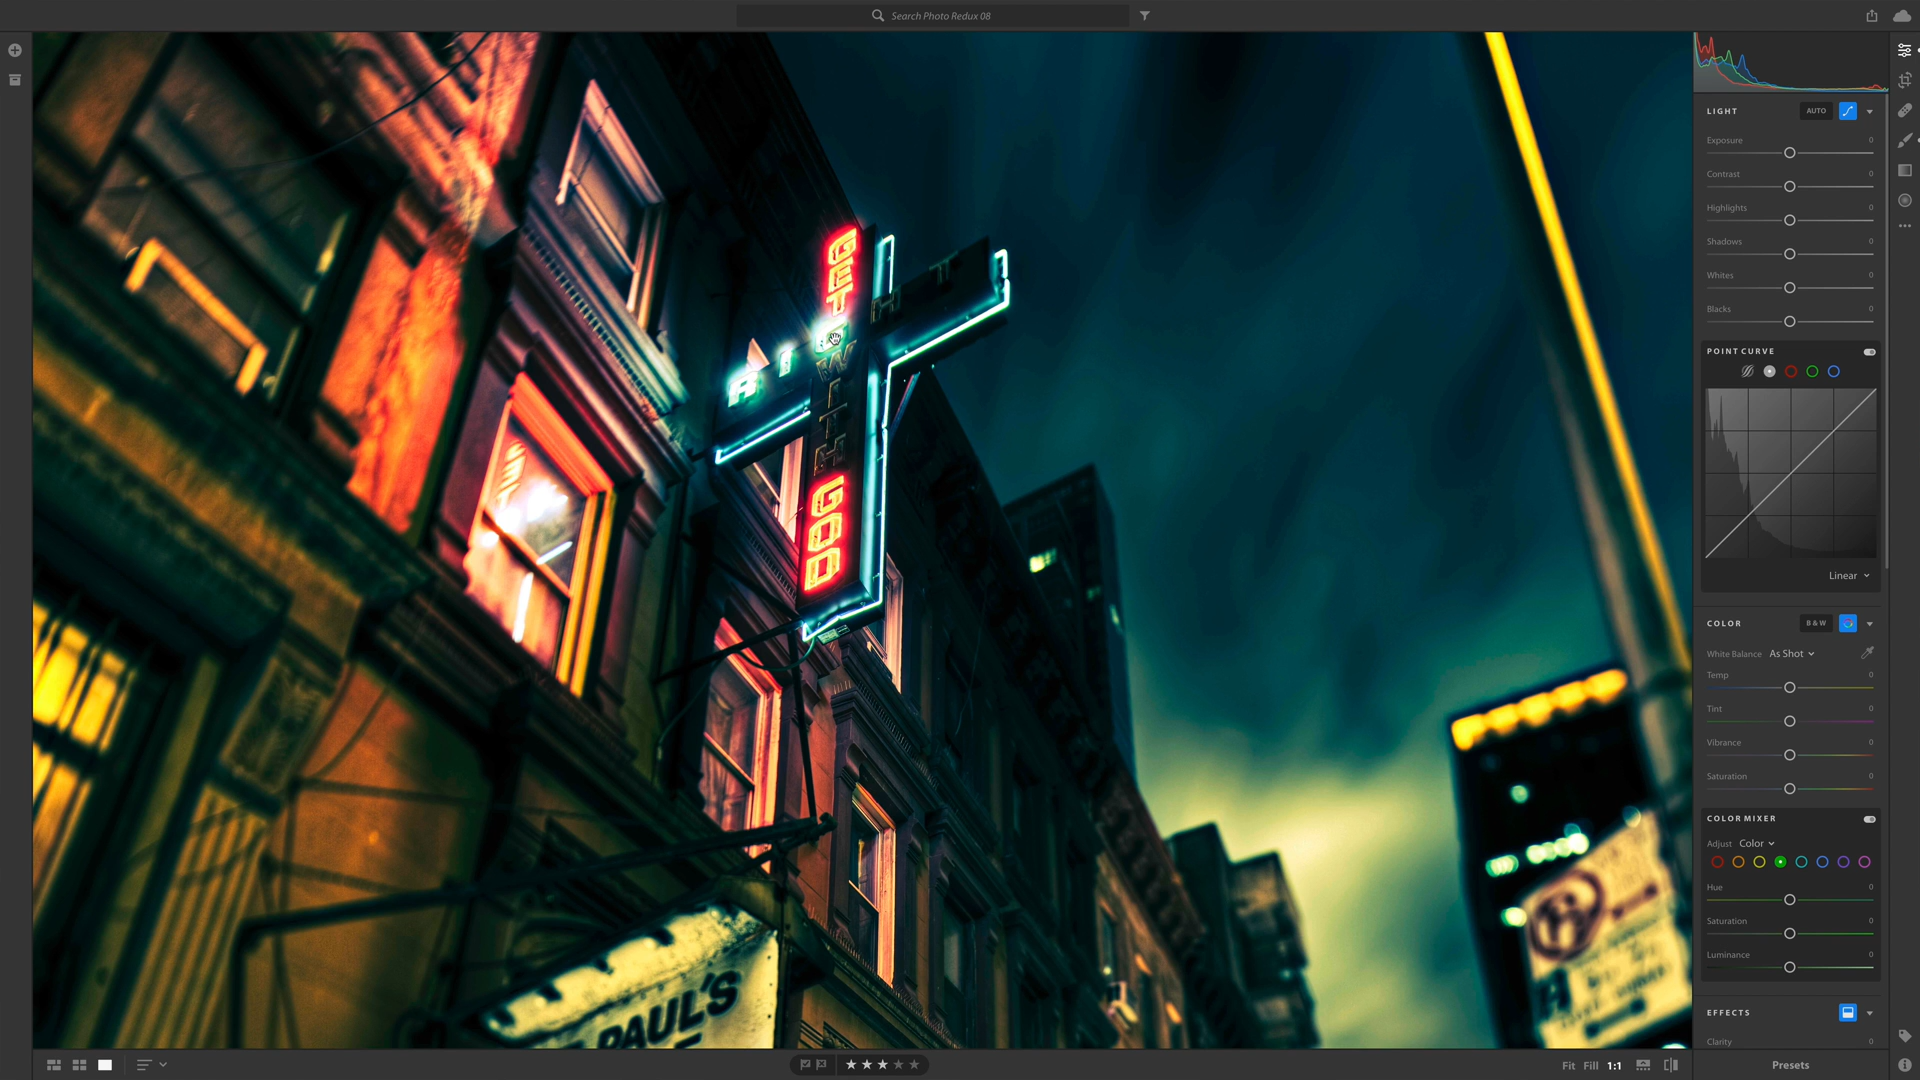 Search Photo Redux 08
LIGHT
AUTO
Exposure 0
Contrast 0
Highlights 0
Shadows 0
Whites 0
Blacks 0
POINT CURVE
Linear
COLOR
B & W
White Balance As Shot
Temp 0
Tint 0
Vibrance 0
Saturation 0
COLOR MIXER
Adjust Color
Hue 0
Saturation 0
Luminance 0
EFFECTS
Clarity 0
Fit Fill 1:1
Presets
GET
RIGHT
WITH
GOD
PAUL'S